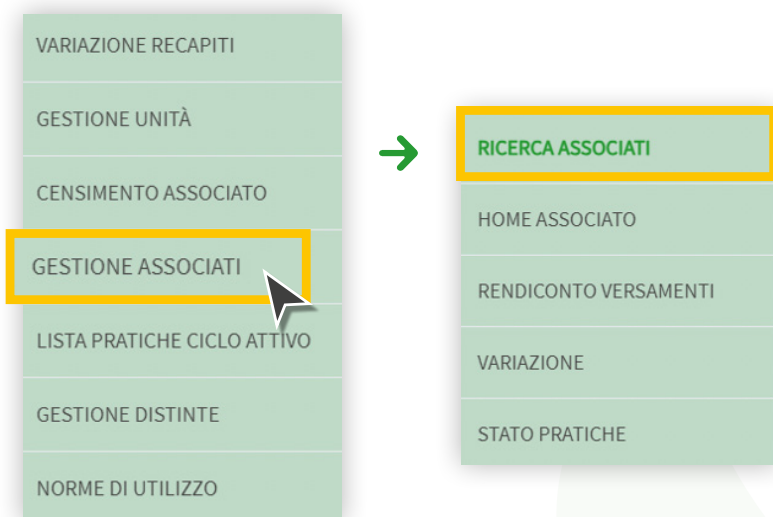 VARIAZIONE RECAPITI
GESTIONE UNITÀ
CENSIMENTO ASSOCIATO
GESTIONE ASSOCIATI
LISTA PRATICHE CICLO ATTIVO
GESTIONE DISTINTE
NORME DI UTILIZZO
RICERCA ASSOCIATI
HOME ASSOCIATO
RENDICONTO VERSAMENTI
VARIAZIONE
STATO PRATICHE